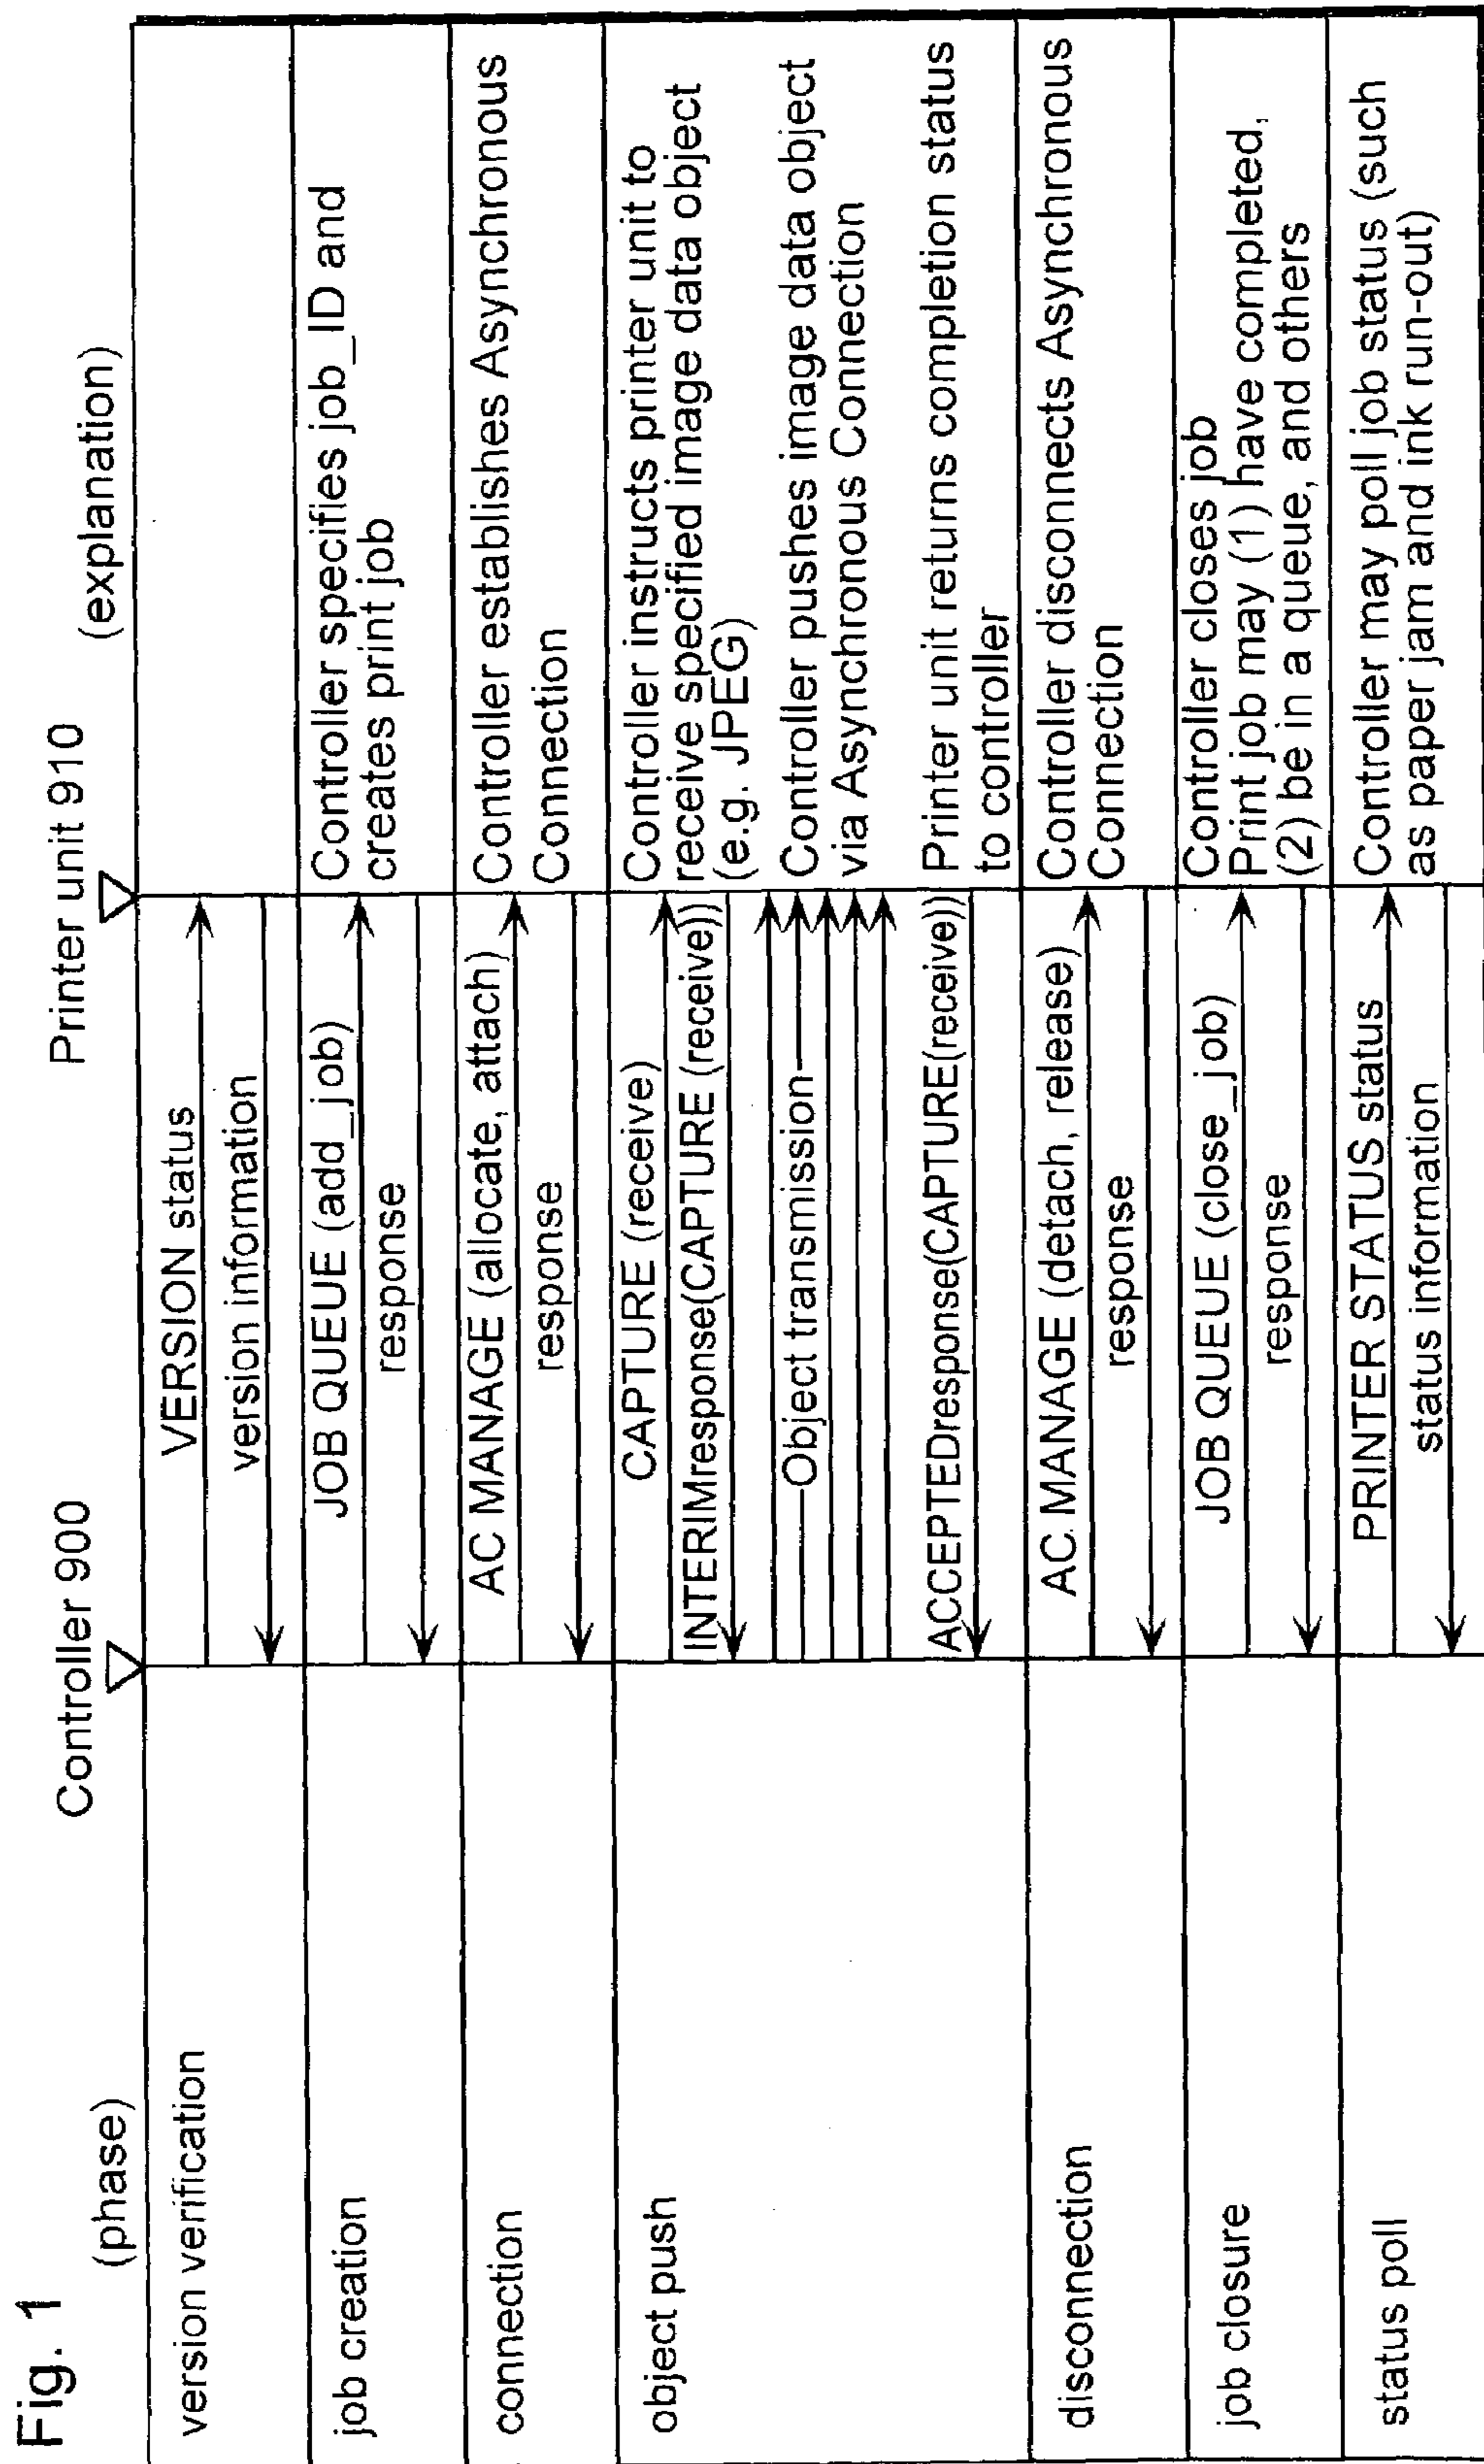 Fig. 1
(phase)
Controller 900
Printer unit 910
(explanation)
version verification
VERSION status
version information
job creation
JOB QUEUE (add_job)
response
Controller specifies job_ID and
creates print job
connection
AC MANAGE (allocate, attach)
response
Controller establishes Asynchronous
Connection
object push
CAPTURE (receive)
INTERIMresponse(CAPTURE (receive))
Object transmission
ACCEPTEDresponse(CAPTURE(receive))
Controller instructs printer unit to
receive specified image data object
(e.g. JPEG)
Controller pushes image data object
via Asynchronous Connection
Printer unit returns completion status
to controller
disconnection
AC MANAGE (detach, release)
response
Controller disconnects Asynchronous
Connection
job closure
JOB QUEUE (close_job)
response
Controller closes job
Print job may (1) have completed,
(2) be in a queue, and others
status poll
PRINTER STATUS status
status information
Controller may poll job status (such
as paper jam and ink run-out)